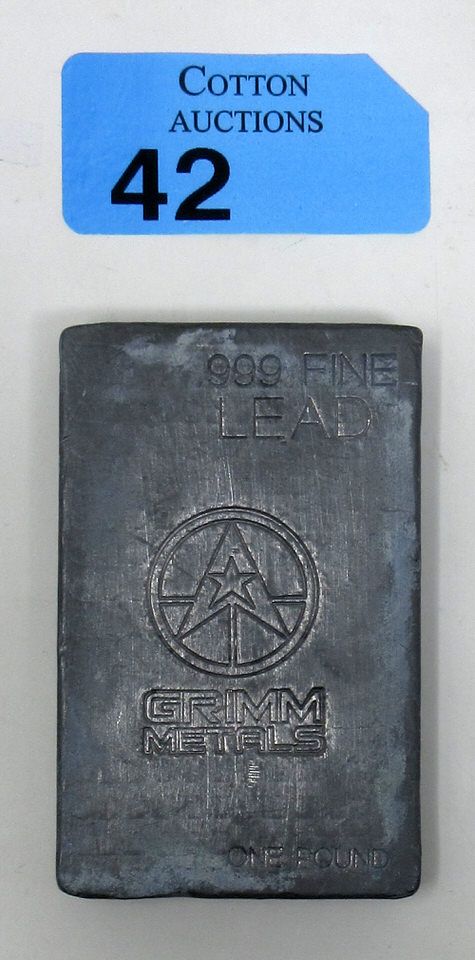 COTTON
AUCTIONS
42
.999 FINE
LEAD
GRIMM
METALS
ONE POUND